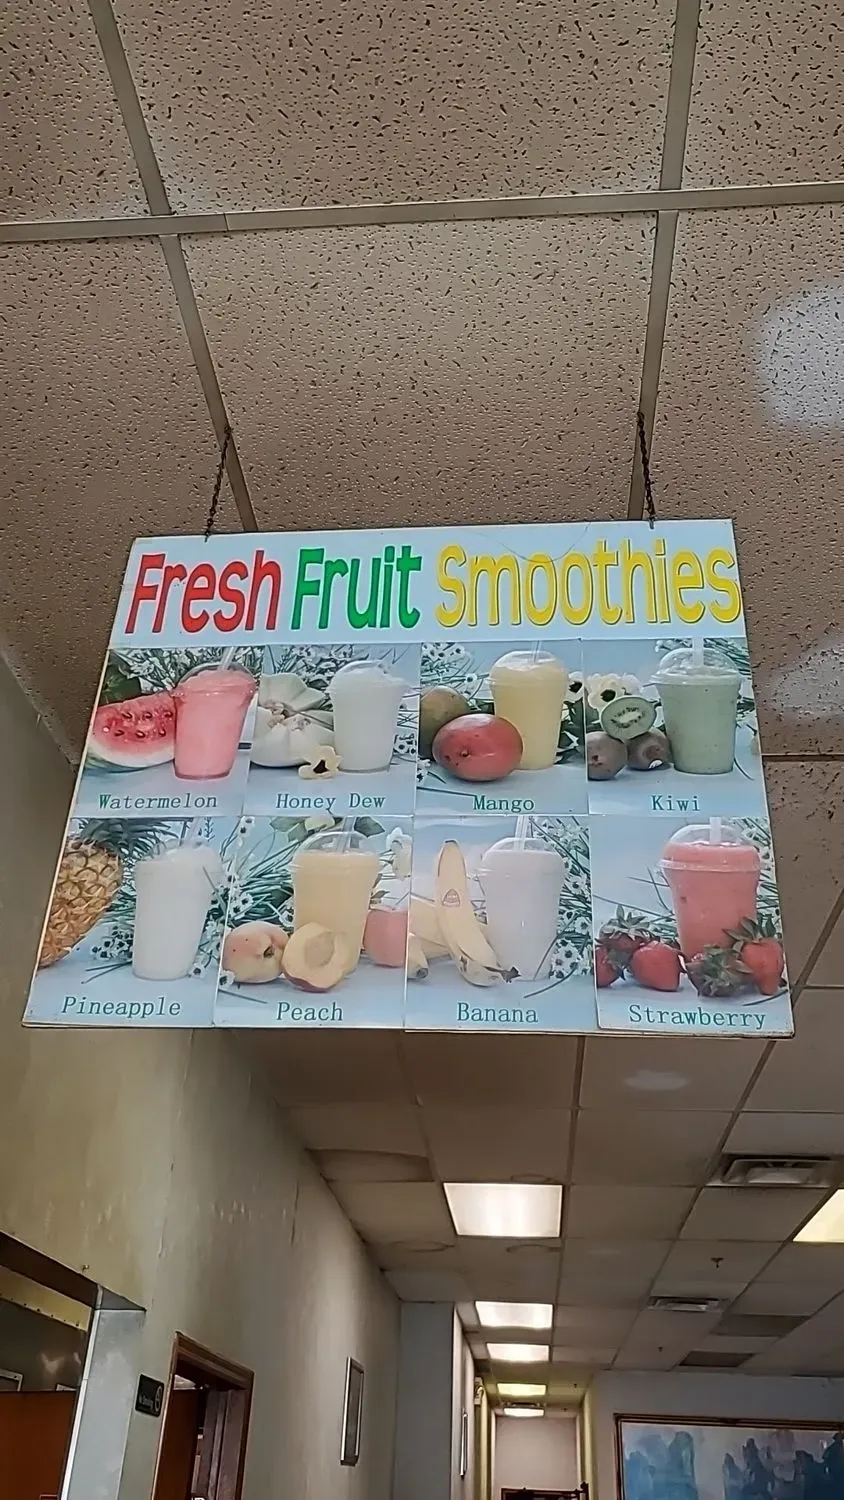 Fresh Fruit Smoothies
Watermelon
Honey Dew
Mango
Kiwi
Pineapple
Peach
Banana
Strawberry